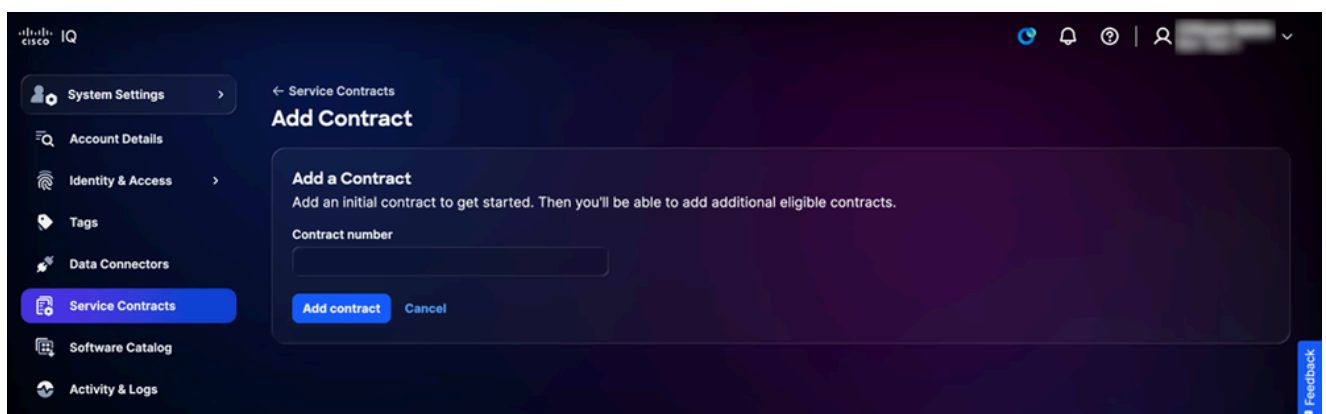 cisco IQ
System Settings
Account Details
Identity & Access
Tags
Data Connectors
Service Contracts
Software Catalog
Activity & Logs
← Service Contracts
Add Contract
Add a Contract
Add an initial contract to get started. Then you'll be able to add additional eligible contracts.
Contract number
Add contract Cancel
Feedback